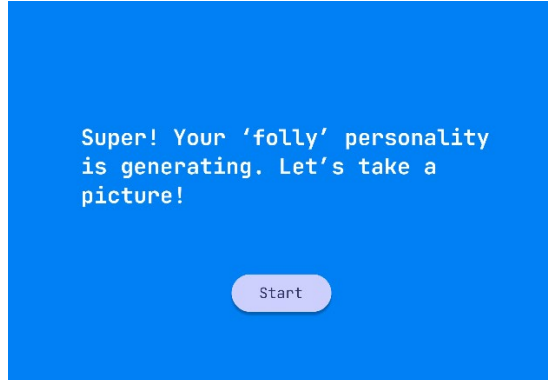 Super! Your ‘folly’ personality
is generating. Let’s take a
picture!
Start